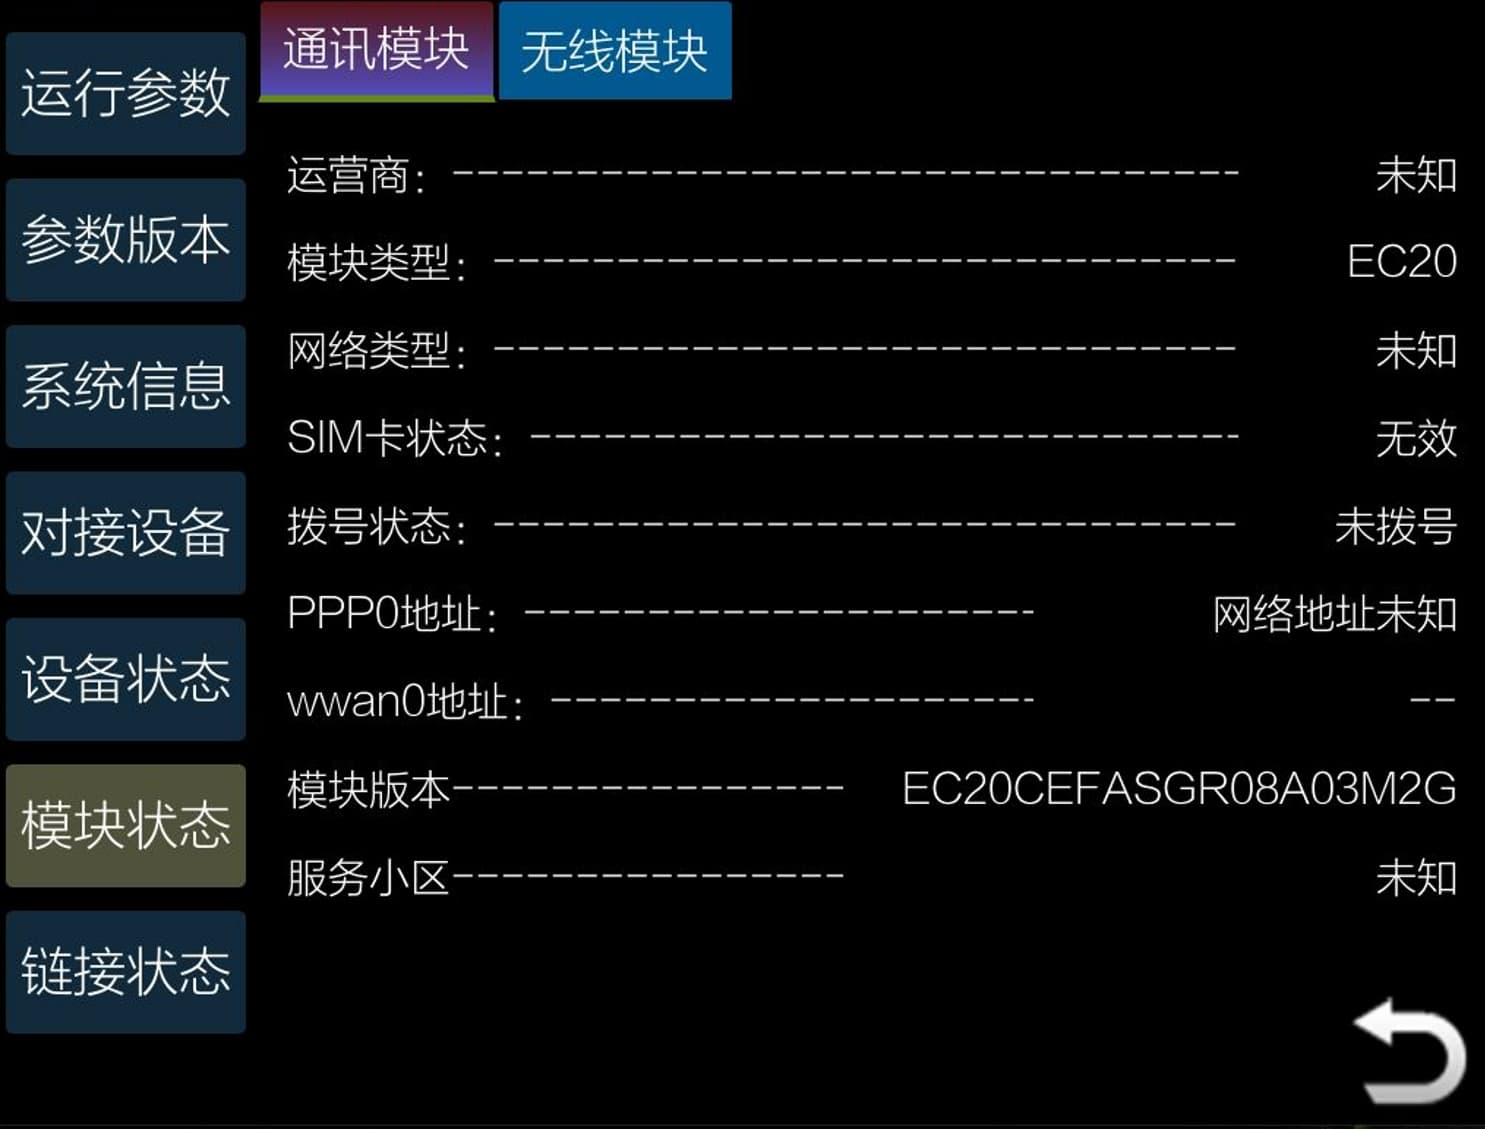 通讯模块 无线模块
运行参数
参数版本
系统信息
对接设备
设备状态
模块状态
链接状态
运营商：-------------------------------- 未知
模块类型：------------------------------ EC20
网络类型：------------------------------ 未知
SIM卡状态：----------------------------- 无效
拨号状态：------------------------------ 未拨号
PPP0地址：--------------------- 网络地址未知
wwan0地址：-------------------- --
模块版本---------------- EC20CEFASGR08A03M2G
服务小区---------------- 未知